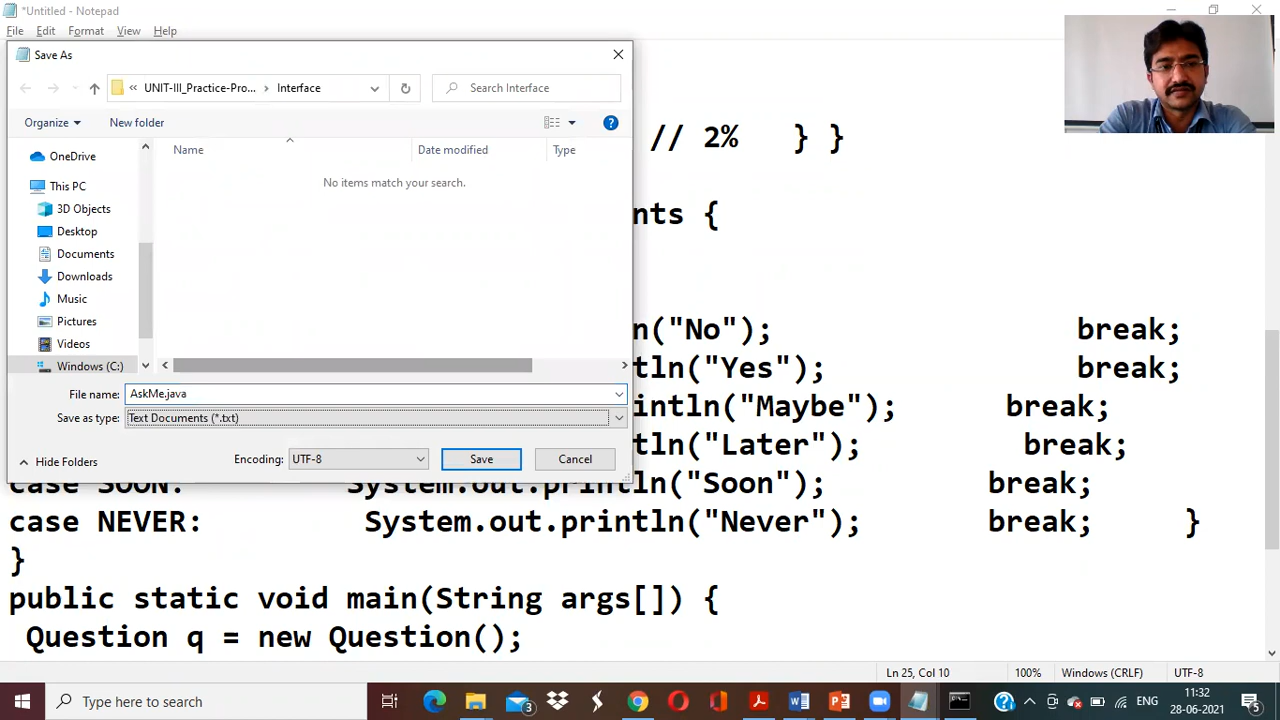 *Untitled - Notepad
File Edit Format View Help
Save As
« UNIT-III_Practice-Pro... › Interface
Search Interface
Organize New folder
Name Date modified Type
No items match your search.
OneDrive
This PC
3D Objects
Desktop
Documents
Downloads
Music
Pictures
Videos
Windows (C:)
File name: AskMe.java
Save as type: Text Documents (*.txt)
Hide Folders Encoding: UTF-8 Save Cancel
// 2% } }
nts {
n("No"); break;
tln("Yes"); break;
intln("Maybe"); break;
tln("Later"); break;
case SOON: System.out.println("Soon"); break;
case NEVER: System.out.println("Never"); break; }
}
public static void main(String args[]) {
Question q = new Question();
Ln 25, Col 10 100% Windows (CRLF) UTF-8
Type here to search
3
ENG
11:32
28-06-2021
5